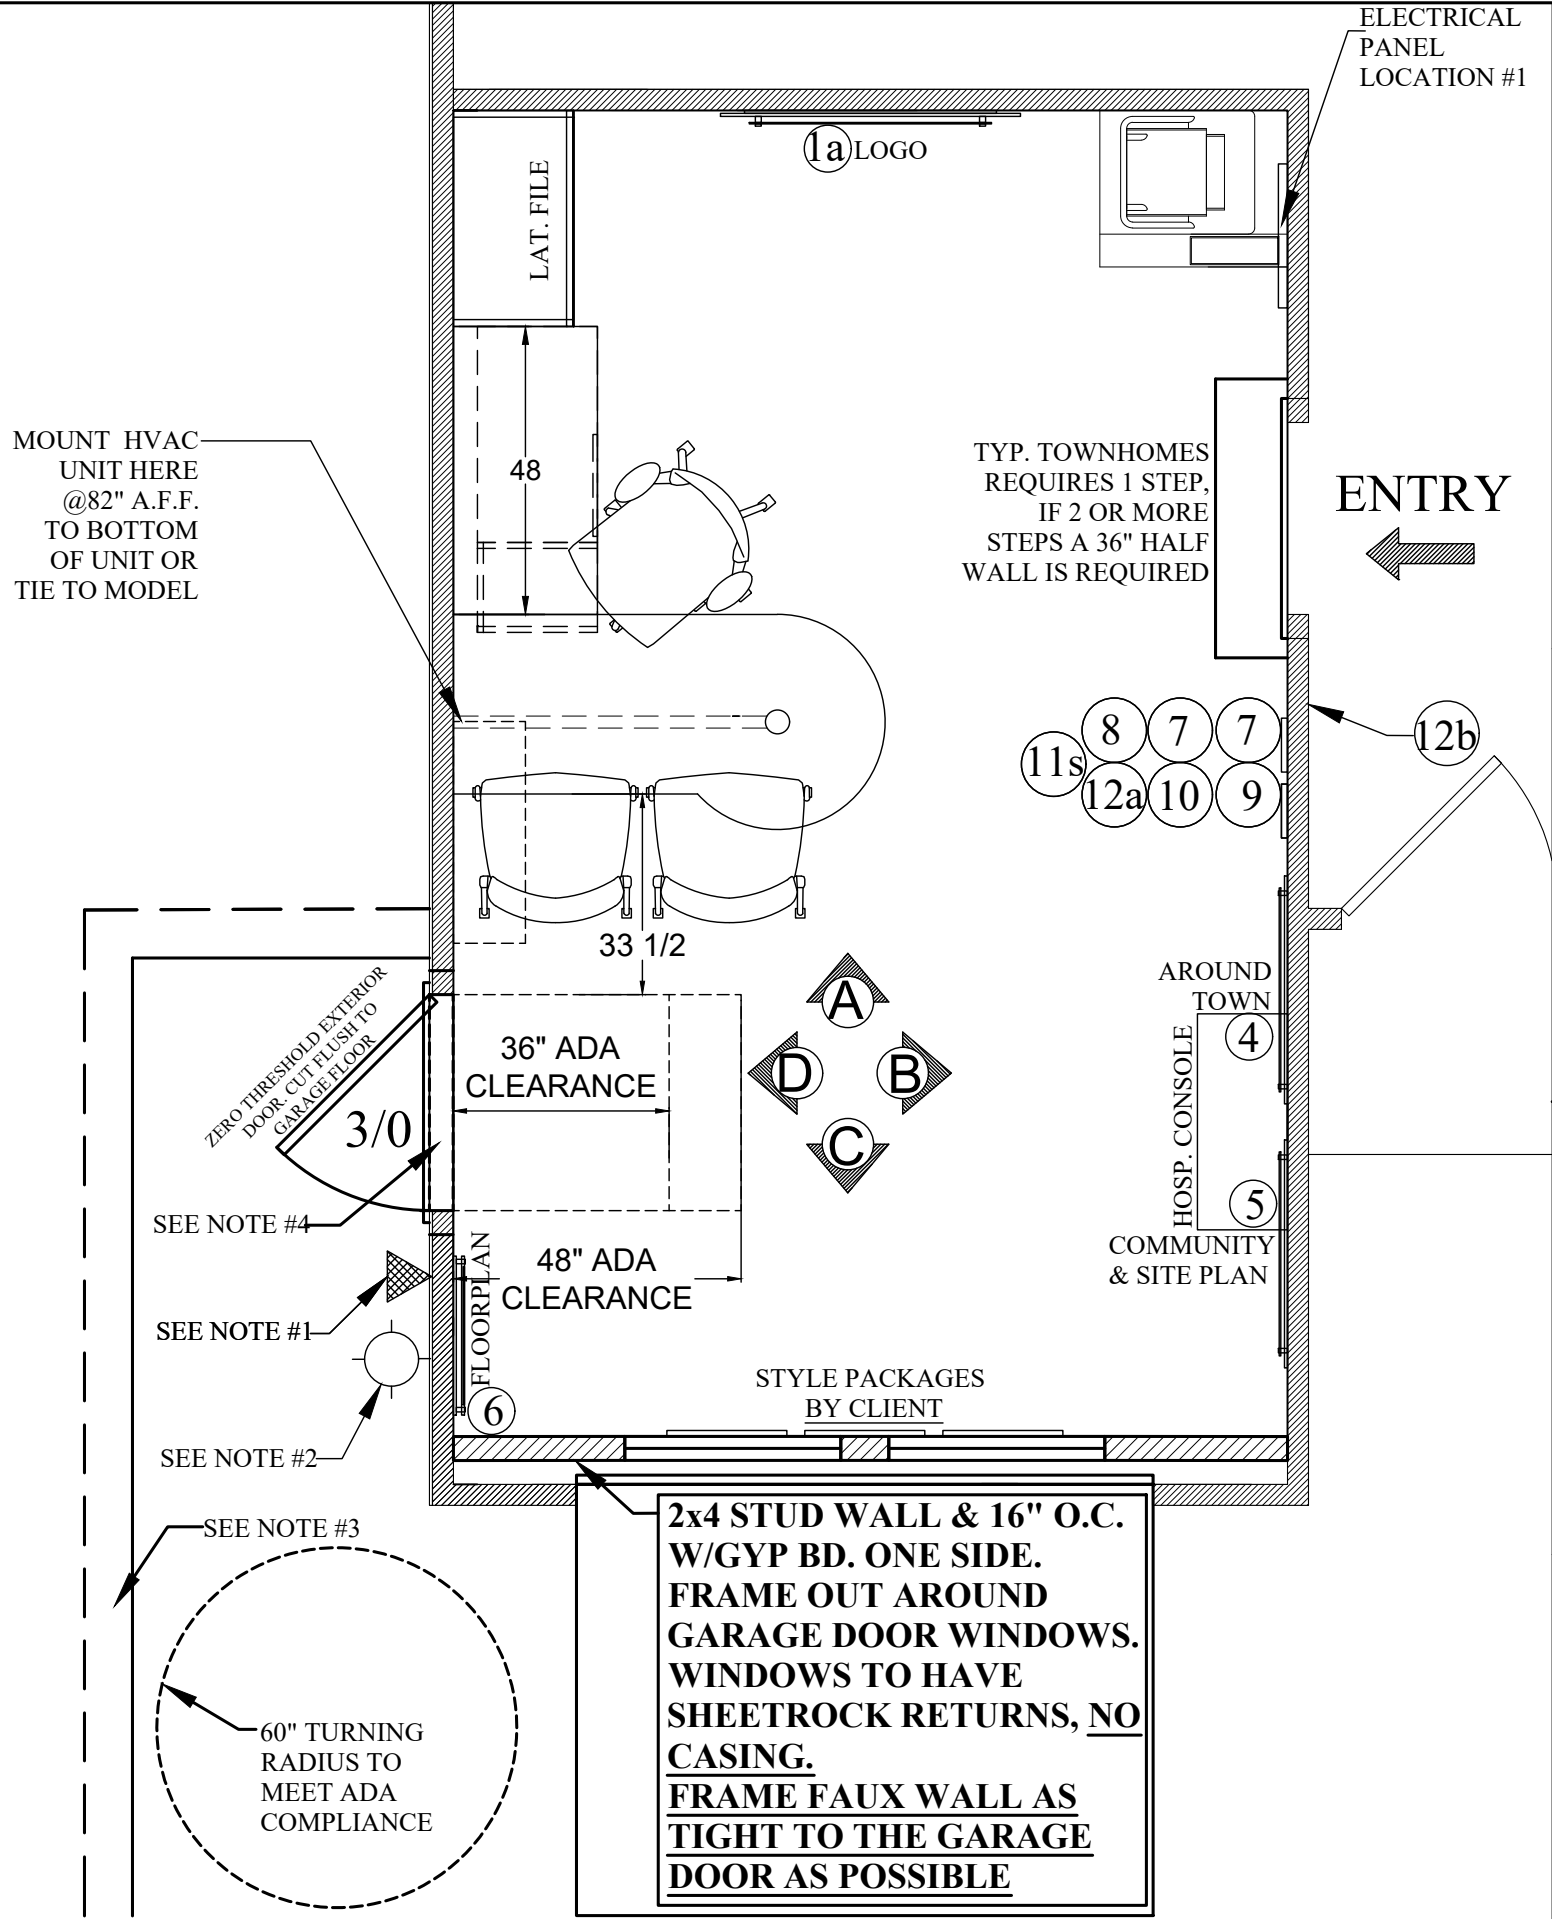 ELECTRICAL
PANEL
LOCATION #1
1a LOGO
LAT. FILE
MOUNT HVAC
UNIT HERE
@82" A.F.F.
TO BOTTOM
OF UNIT OR
TIE TO MODEL
48
TYP. TOWNHOMES
REQUIRES 1 STEP,
IF 2 OR MORE
STEPS A 36" HALF
WALL IS REQUIRED
ENTRY
8 7 7
11s
12a 10 9
12b
33 1/2
ZERO THRESHOLD EXTERIOR
DOOR. CUT FLUSH TO
GARAGE FLOOR
3/0
36" ADA
CLEARANCE
A
D B
C
AROUND
TOWN
4
HOSP. CONSOLE
5
COMMUNITY
& SITE PLAN
SEE NOTE #4
48" ADA
CLEARANCE
FLOORPLAN
6
SEE NOTE #1
SEE NOTE #2
STYLE PACKAGES
BY CLIENT
SEE NOTE #3
60" TURNING
RADIUS TO
MEET ADA
COMPLIANCE
2x4 STUD WALL & 16" O.C.
W/GYP BD. ONE SIDE.
FRAME OUT AROUND
GARAGE DOOR WINDOWS.
WINDOWS TO HAVE
SHEETROCK RETURNS, NO
CASING.
FRAME FAUX WALL AS
TIGHT TO THE GARAGE
DOOR AS POSSIBLE